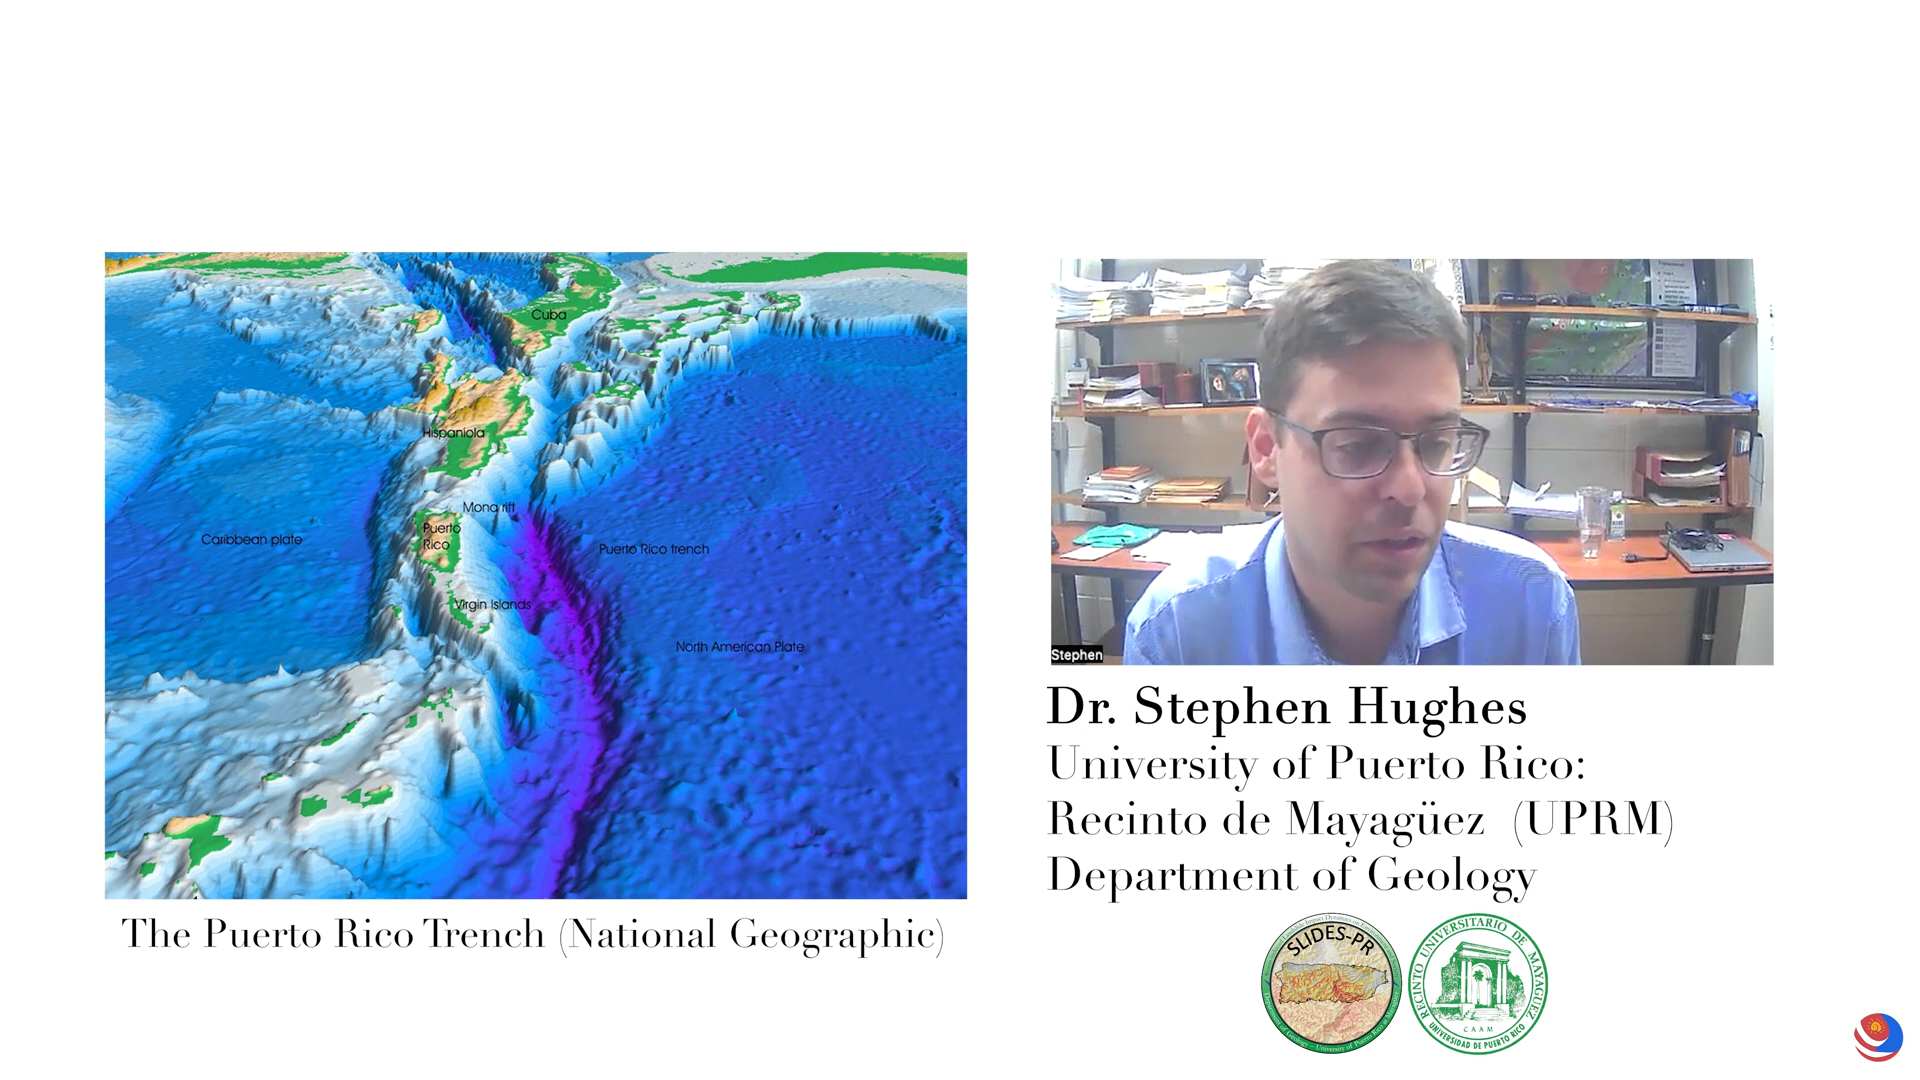 Cuba
Hispaniola
Mona rift
Puerto
Rico
Caribbean plate
Puerto Rico trench
Virgin Islands
North American Plate
The Puerto Rico Trench (National Geographic)
Stephen
Dr. Stephen Hughes
University of Puerto Rico:
Recinto de Mayagüez (UPRM)
Department of Geology
SLIDES-PR
RECINTO UNIVERSITARIO DE MAYAGÜEZ
CAAM
UNIVERSIDAD DE PUERTO RICO